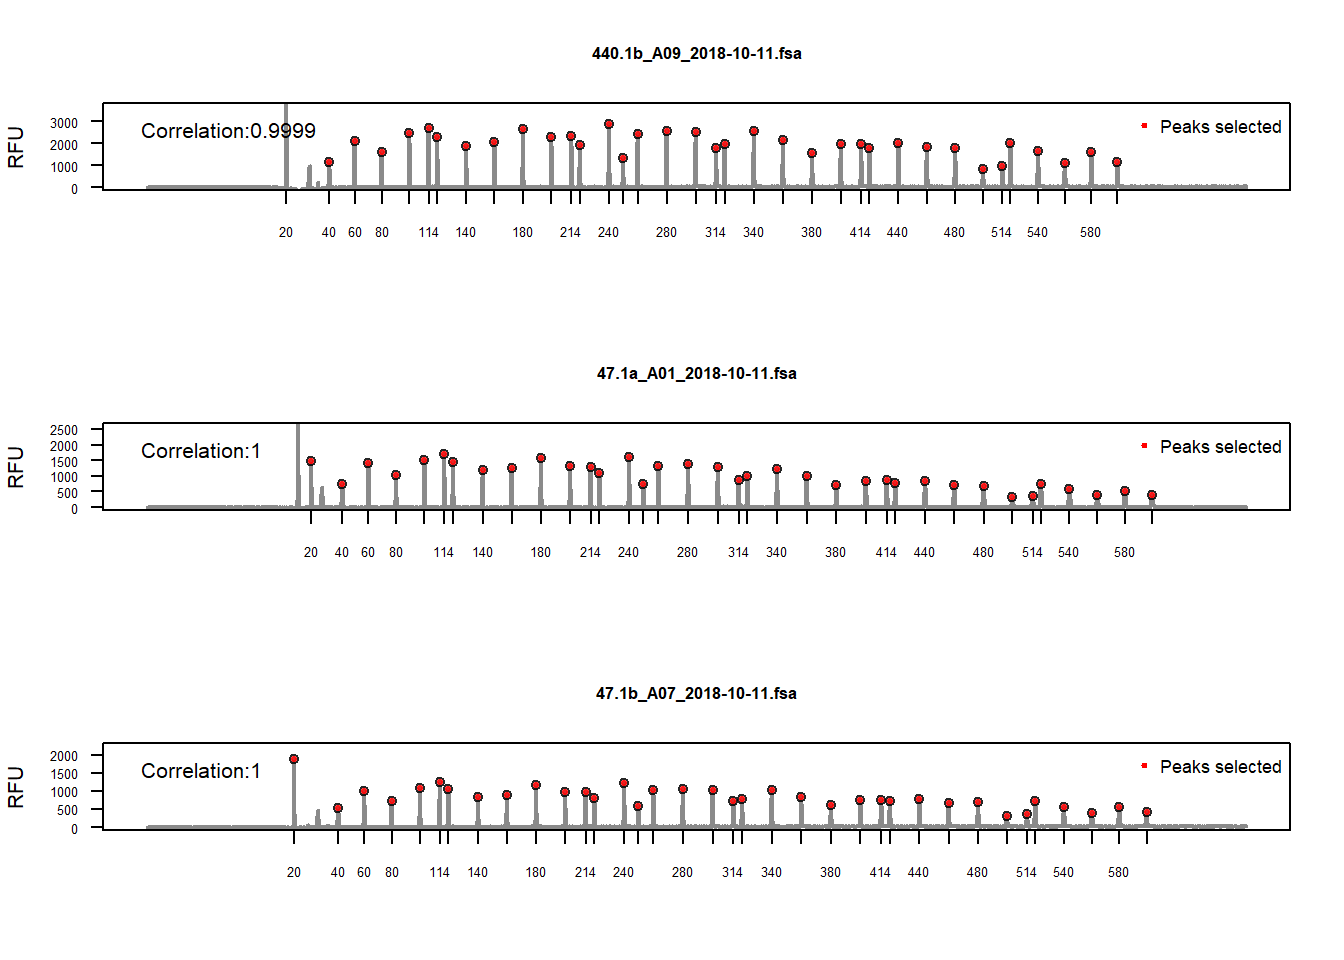 440.1b_A09_2018-10-11.fsa
RFU
3000
2000
1000
0
Correlation:0.9999
Peaks selected
20 40 60 80 114 140 180 214 240 280 314 340 380 414 440 480 514 540 580
47.1a_A01_2018-10-11.fsa
RFU
2500
2000
1500
1000
500
0
Correlation:1
Peaks selected
20 40 60 80 114 140 180 214 240 280 314 340 380 414 440 480 514 540 580
47.1b_A07_2018-10-11.fsa
RFU
2000
1500
1000
500
0
Correlation:1
Peaks selected
20 40 60 80 114 140 180 214 240 280 314 340 380 414 440 480 514 540 580